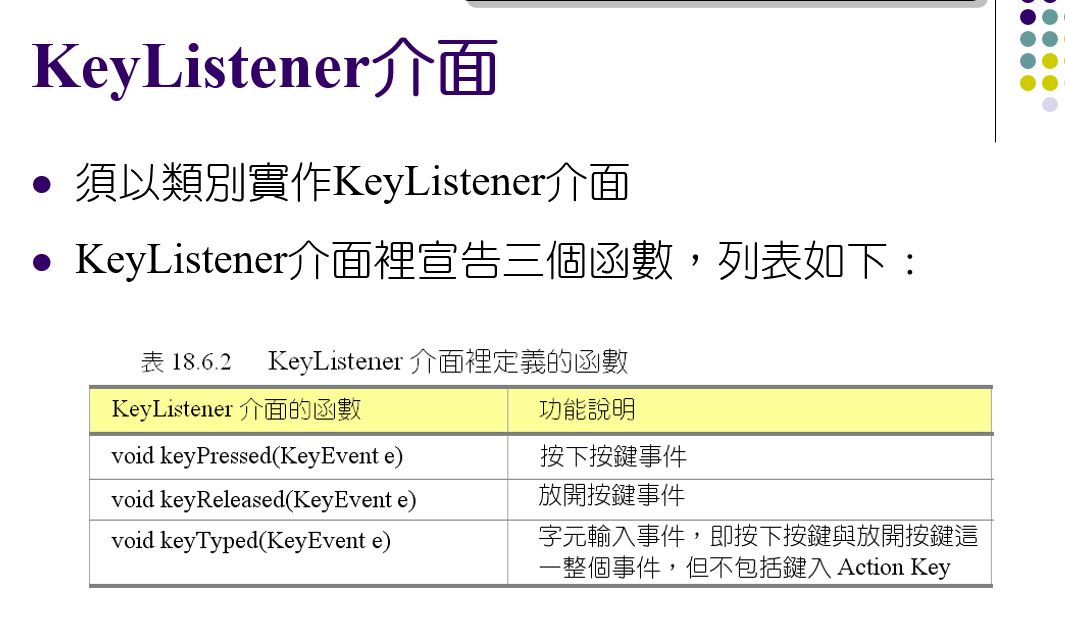 KeyListener介面
須以類別實作KeyListener介面
KeyListener介面裡宣告三個函數，列表如下：
表 18.6.2 KeyListener 介面裡定義的函數
KeyListener 介面的函數 功能說明
void keyPressed(KeyEvent e) 按下按鍵事件
void keyReleased(KeyEvent e) 放開按鍵事件
void keyTyped(KeyEvent e) 字元輸入事件，即按下按鍵與放開按鍵這
一整個事件，但不包括鍵入 Action Key